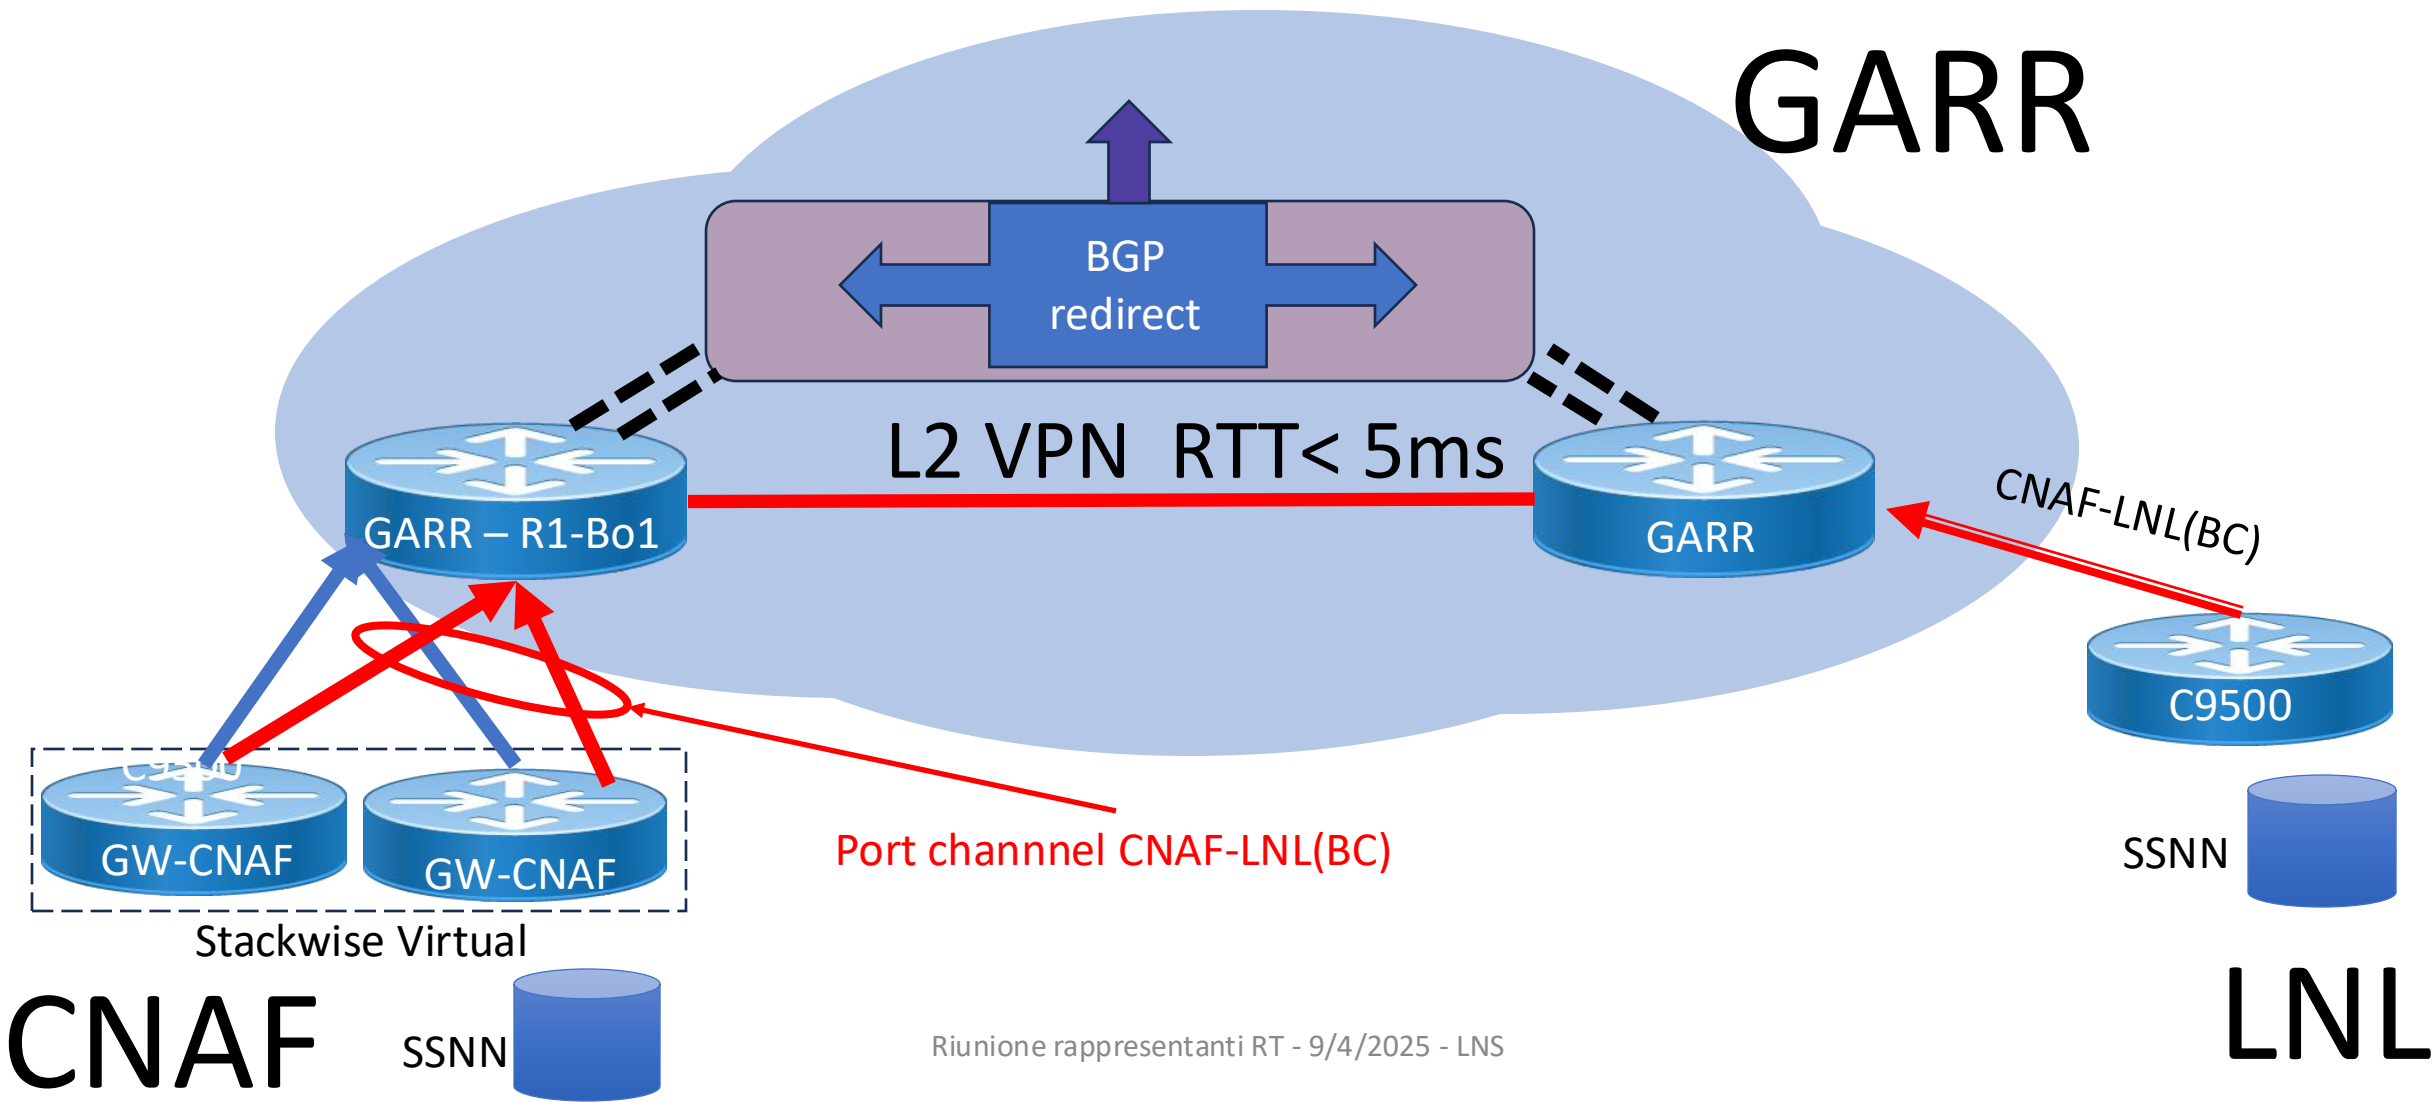 GARR
BGP
redirect
L2 VPN  RTT< 5ms
GARR – R1-Bo1
GARR
CNAF-LNL(BC)
C9500
C9500
GW-CNAF
GW-CNAF
Port channnel CNAF-LNL(BC)
SSNN
Stackwise Virtual
CNAF
SSNN
LNL
Riunione rappresentanti RT - 9/4/2025 - LNS